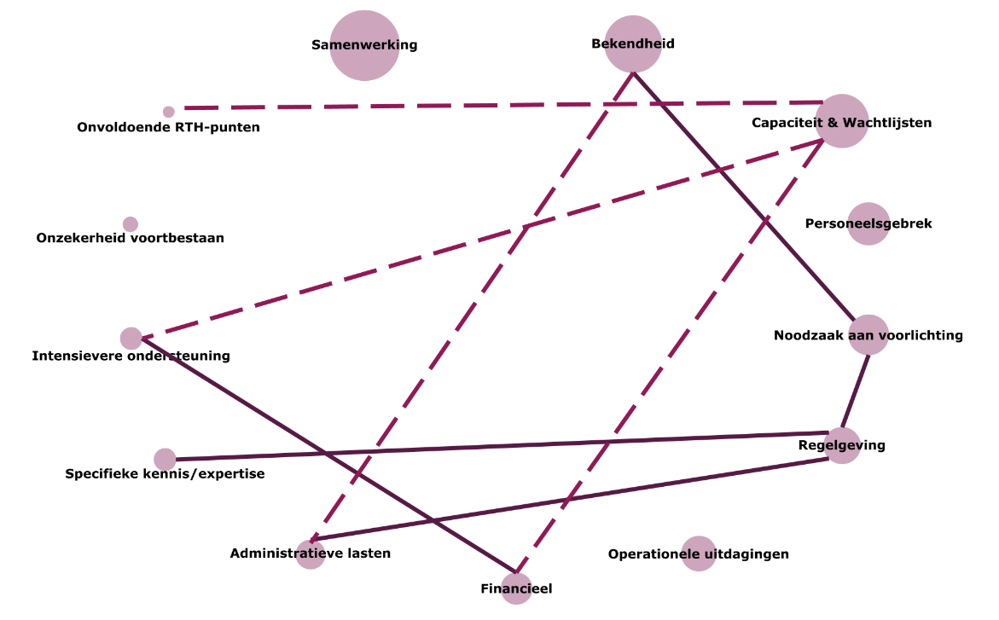 Samenwerking
Bekendheid
Onvoldoende RTH-punten
Capaciteit & Wachtlijsten
Onzekerheid voortbestaan
Personeelsgebrek
Intensievere ondersteuning
Noodzaak aan voorlichting
Specifieke kennis/expertise
Regelgeving
Administratieve lasten
Operationele uitdagingen
Financieel